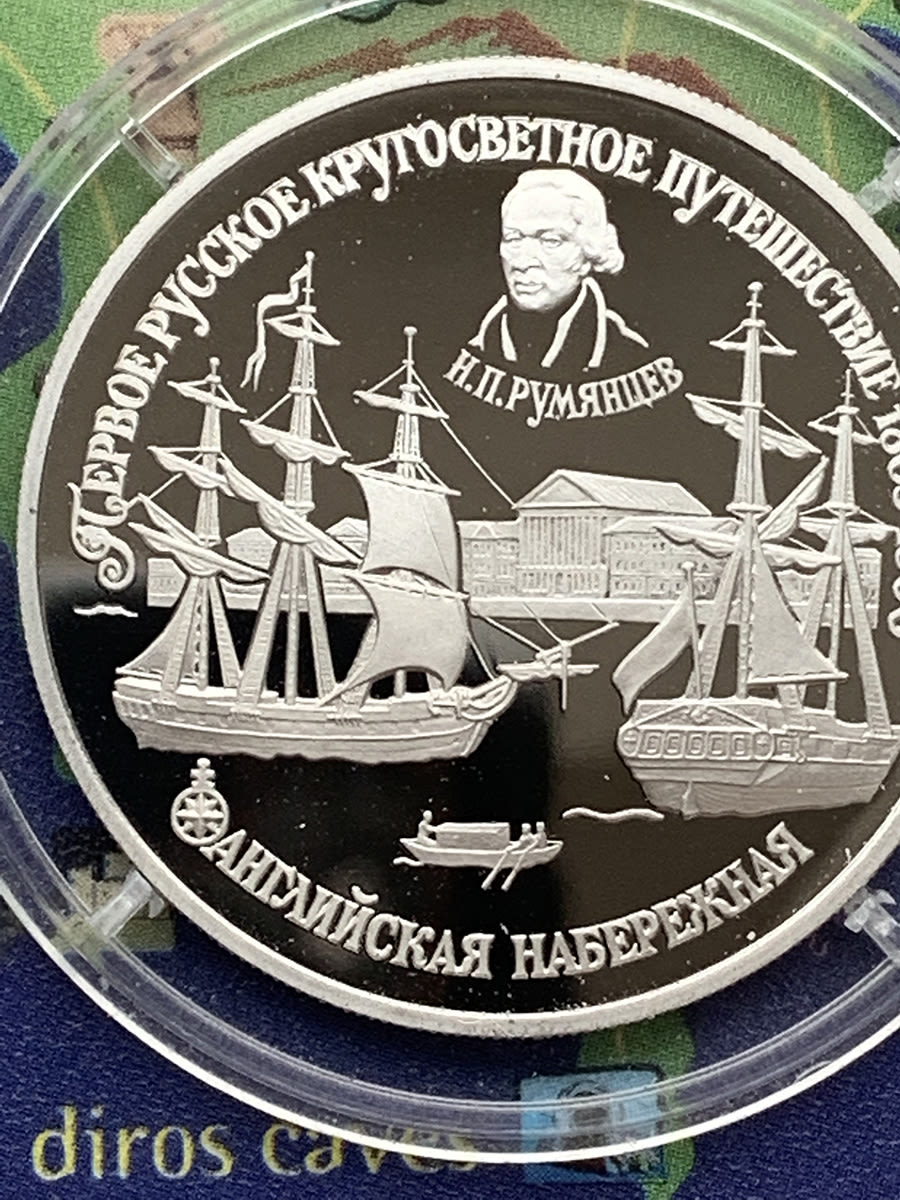 ПЕРВОЕ РУССКОЕ КРУГОСВЕТНОЕ ПУТЕШЕСТВИЕ
Н.П. РУМЯНЦЕВ
АНГЛИЙСКАЯ НАБЕРЕЖНАЯ
diros caves